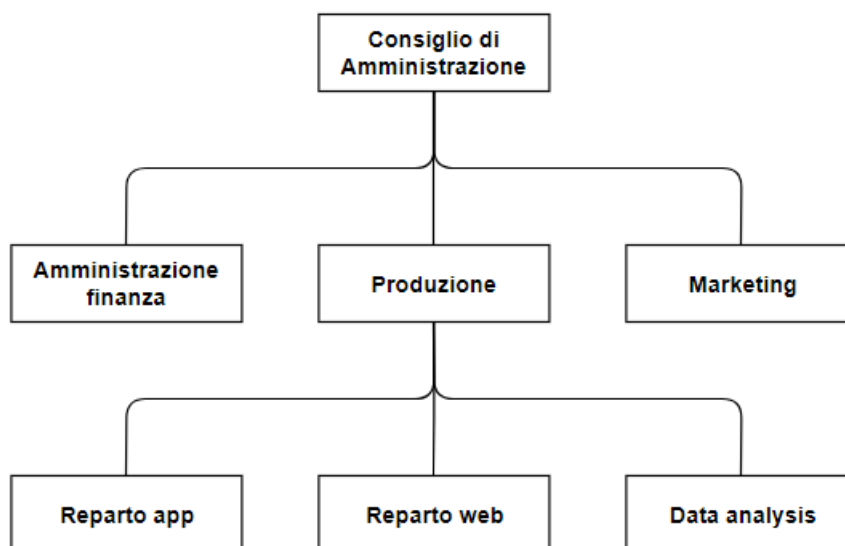 Consiglio di
Amministrazione
Amministrazione
finanza
Produzione
Marketing
Reparto app
Reparto web
Data analysis